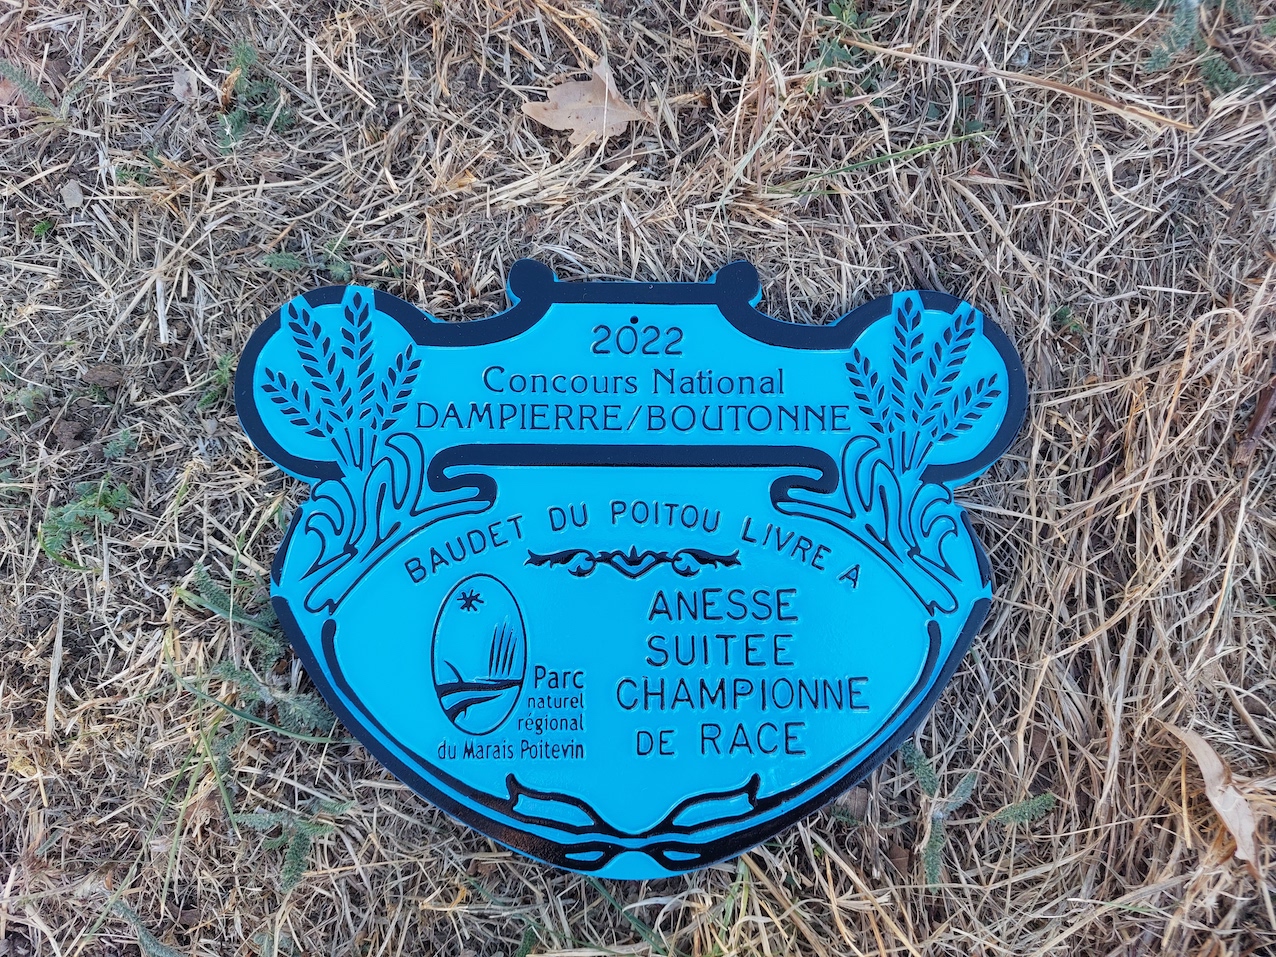 2022
Concours National
DAMPIERRE/BOUTONNE
BAUDET DU POITOU LIVRE A
ANESSE
SUITEE
CHAMPIONNE
DE RACE
Parc
naturel
régional
du Marais Poitevin